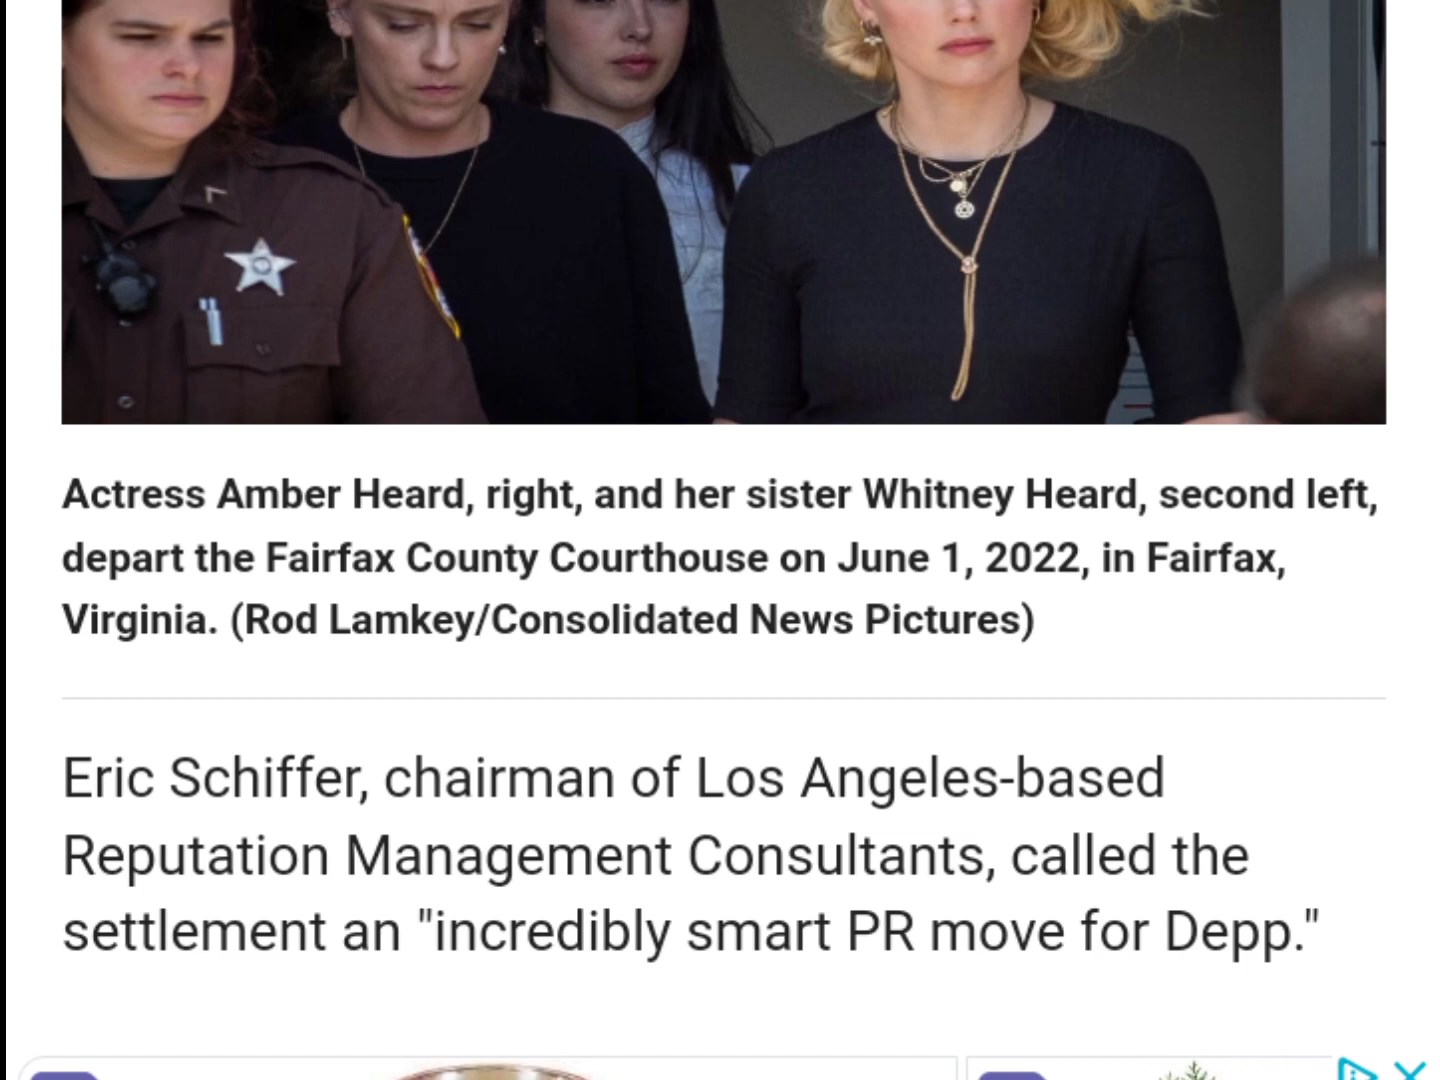 Actress Amber Heard, right, and her sister Whitney Heard, second left,
depart the Fairfax County Courthouse on June 1, 2022, in Fairfax,
Virginia. (Rod Lamkey/Consolidated News Pictures)
Eric Schiffer, chairman of Los Angeles-based
Reputation Management Consultants, called the
settlement an "incredibly smart PR move for Depp."